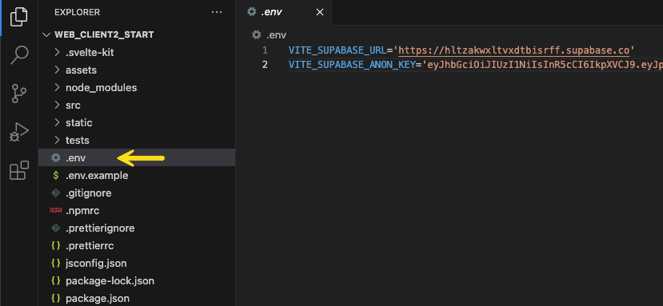 EXPLORER
WEB_CLIENT2_START
.svelte-kit
assets
node_modules
src
static
tests
.env
$ .env.example
.gitignore
npm .npmrc
.prettierignore
{ } .prettierrc
{ } jsconfig.json
{ } package-lock.json
{ } package.json
.env
.env
1 VITE_SUPABASE_URL='https://hltzakwxltvxdtbisrff.supabase.co'
2 VITE_SUPABASE_ANON_KEY='eyJhbGciOiJIUzI1NiIsInR5cCI6IkpXVCJ9.eyJp